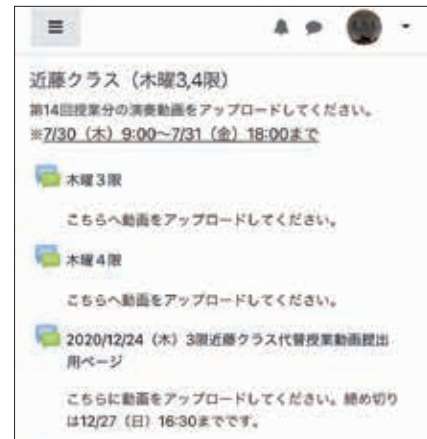 近藤クラス（木曜3,4限）
第14回授業分の演奏動画をアップロードしてください。
※7/30（木）9:00～7/31（金）18:00まで
木曜３限
こちらへ動画をアップロードしてください。
木曜４限
こちらへ動画をアップロードしてください。
2020/12/24（木）3限近藤クラス代替授業動画提出
用ページ
こちらに動画をアップロードしてください。締め切り
は12/27（日）16:30までです。